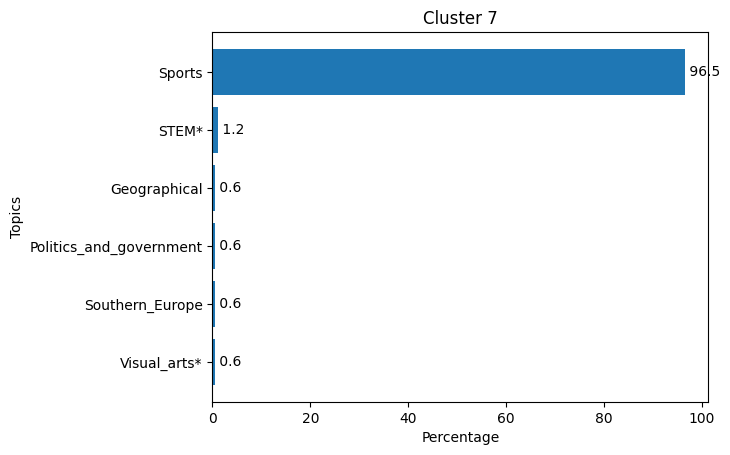 Cluster 7
Topics
Sports
96.5
STEM*
1.2
Geographical
0.6
Politics_and_government
0.6
Southern_Europe
0.6
Visual_arts*
0.6
0 20 40 60 80 100
Percentage